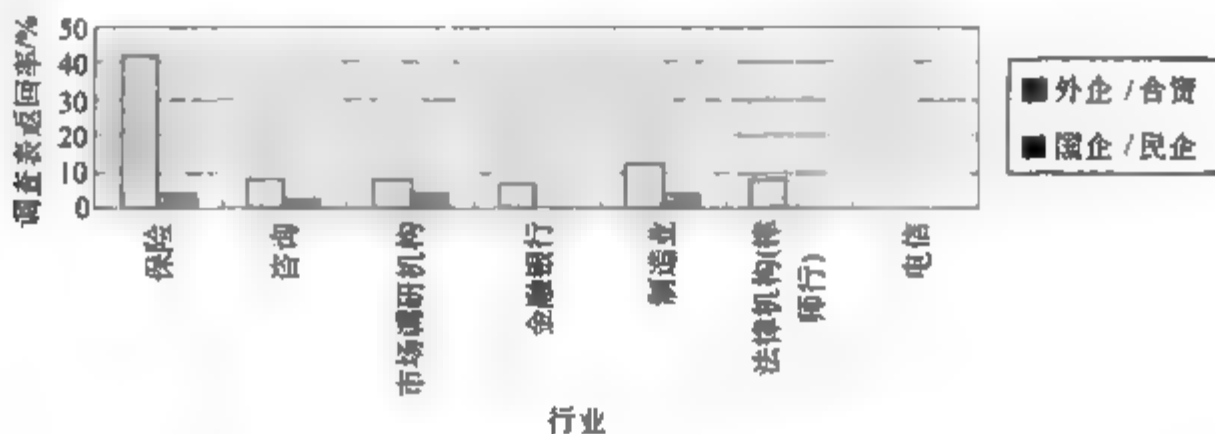 调查表返回率/%
50
40
30
20
10
0
保险
咨询
市场调研机构
金融银行
制造业
法律机构(律
师行)
电信
行业
外企 / 合资
国企 / 民企